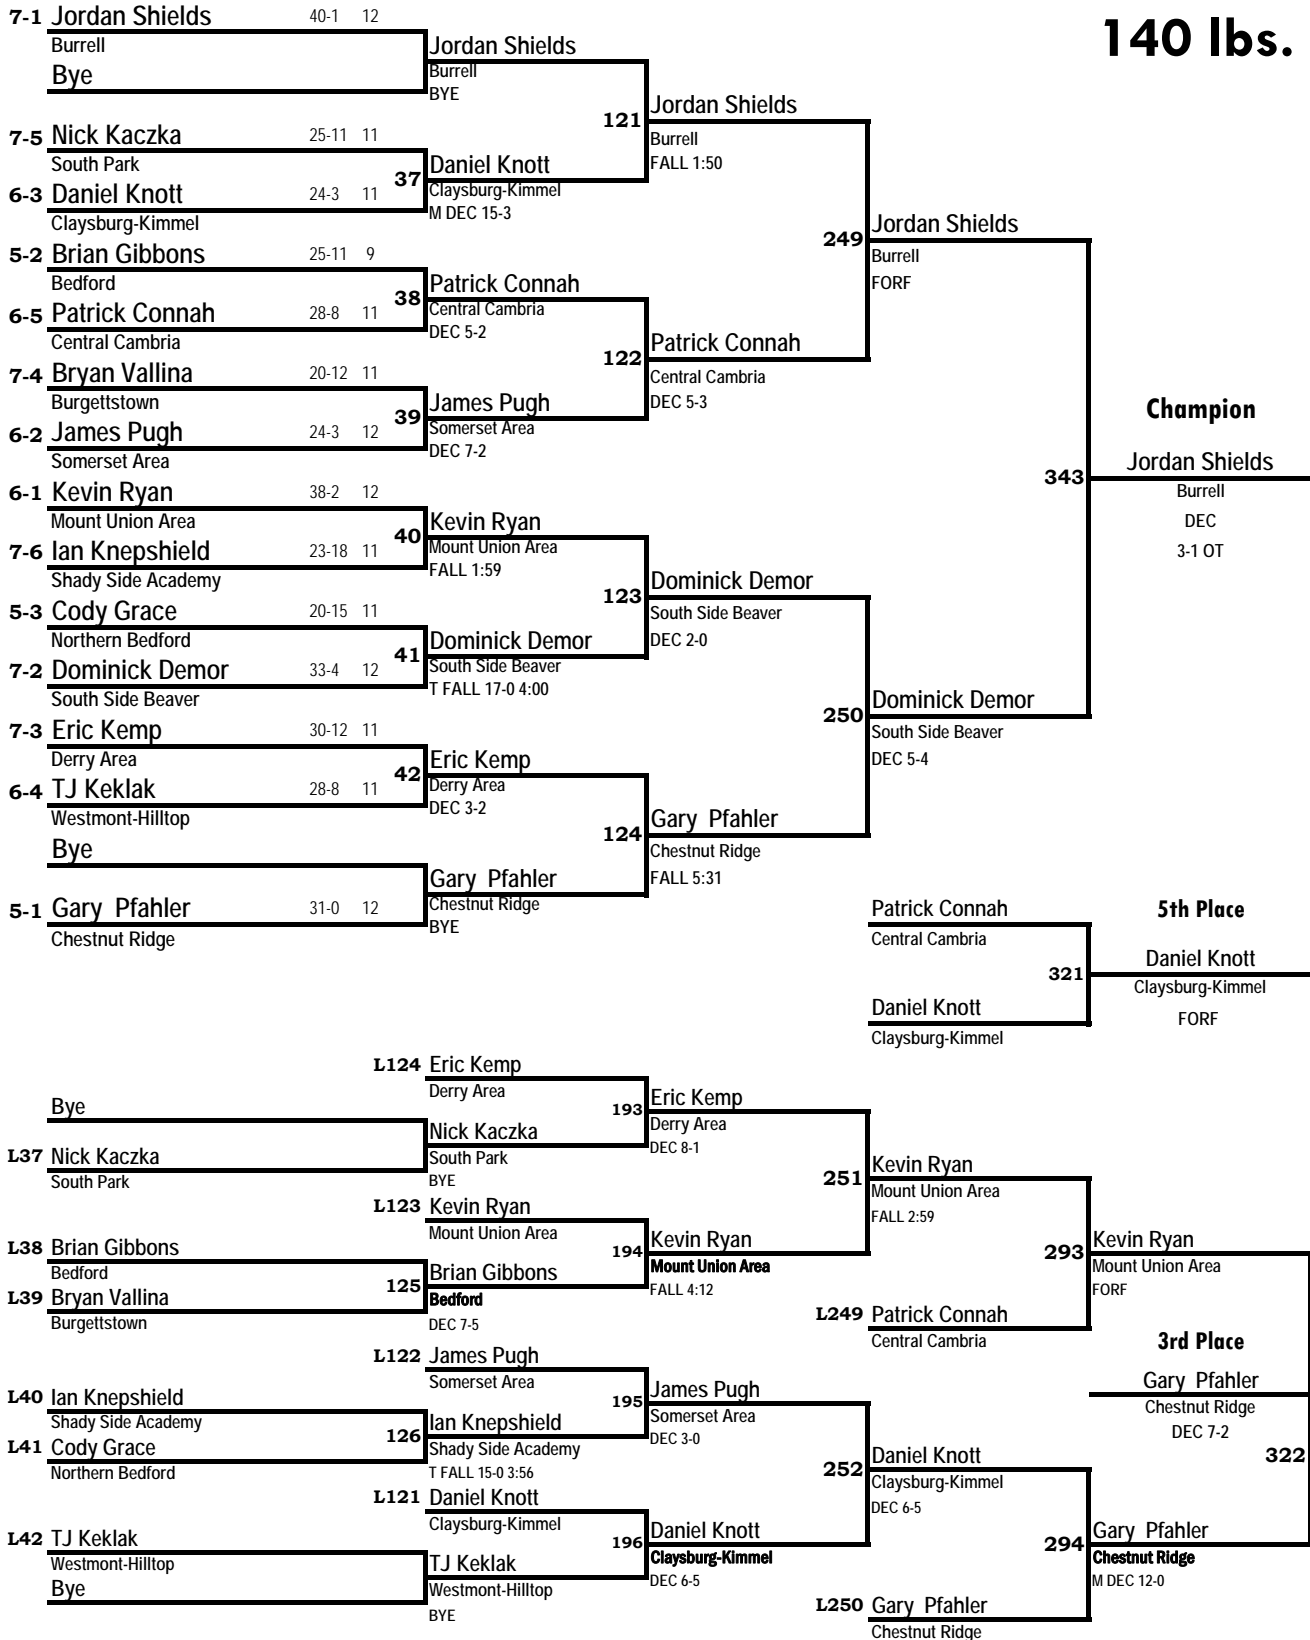 140 lbs.
7-1 Jordan Shields 40-1 12
Burrell
Bye
Jordan Shields
Burrell
BYE
7-5 Nick Kaczka 25-11 11
South Park
6-3 Daniel Knott 24-3 11
Claysburg-Kimmel
37
Daniel Knott
Claysburg-Kimmel
M DEC 15-3
121
Jordan Shields
Burrell
FALL 1:50
5-2 Brian Gibbons 25-11 9
Bedford
6-5 Patrick Connah 28-8 11
Central Cambria
38
Patrick Connah
Central Cambria
DEC 5-2
7-4 Bryan Vallina 20-12 11
Burgettstown
6-2 James Pugh 24-3 12
Somerset Area
39
James Pugh
Somerset Area
DEC 7-2
122
Patrick Connah
Central Cambria
DEC 5-3
249
Jordan Shields
Burrell
FORF
6-1 Kevin Ryan 38-2 12
Mount Union Area
7-6 Ian Knepshield 23-18 11
Shady Side Academy
40
Kevin Ryan
Mount Union Area
FALL 1:59
5-3 Cody Grace 20-15 11
Northern Bedford
7-2 Dominick Demor 33-4 12
South Side Beaver
41
Dominick Demor
South Side Beaver
T FALL 17-0 4:00
123
Dominick Demor
South Side Beaver
DEC 2-0
7-3 Eric Kemp 30-12 11
Derry Area
6-4 TJ Keklak 28-8 11
Westmont-Hilltop
42
Eric Kemp
Derry Area
DEC 3-2
Bye
5-1 Gary Pfahler 31-0 12
Chestnut Ridge
Gary Pfahler
Chestnut Ridge
BYE
124
Gary Pfahler
Chestnut Ridge
FALL 5:31
250
Dominick Demor
South Side Beaver
DEC 5-4
343
Champion
Jordan Shields
Burrell
DEC
3-1 OT
Patrick Connah
Central Cambria
Daniel Knott
Claysburg-Kimmel
321
5th Place
Daniel Knott
Claysburg-Kimmel
FORF
L124 Eric Kemp
Derry Area
Bye
L37 Nick Kaczka
South Park
Nick Kaczka
South Park
BYE
193
Eric Kemp
Derry Area
DEC 8-1
L123 Kevin Ryan
Mount Union Area
L38 Brian Gibbons
Bedford
L39 Bryan Vallina
Burgettstown
125
Brian Gibbons
Bedford
DEC 7-5
194
Kevin Ryan
Mount Union Area
FALL 4:12
251
Kevin Ryan
Mount Union Area
FALL 2:59
L249 Patrick Connah
Central Cambria
293
Kevin Ryan
Mount Union Area
FORF
L122 James Pugh
Somerset Area
L40 Ian Knepshield
Shady Side Academy
L41 Cody Grace
Northern Bedford
126
Ian Knepshield
Shady Side Academy
T FALL 15-0 3:56
195
James Pugh
Somerset Area
DEC 3-0
L121 Daniel Knott
Claysburg-Kimmel
L42 TJ Keklak
Westmont-Hilltop
Bye
TJ Keklak
Westmont-Hilltop
BYE
196
Daniel Knott
Claysburg-Kimmel
DEC 6-5
252
Daniel Knott
Claysburg-Kimmel
DEC 6-5
L250 Gary Pfahler
Chestnut Ridge
294
Gary Pfahler
Chestnut Ridge
M DEC 12-0
3rd Place
Gary Pfahler
Chestnut Ridge
DEC 7-2
322